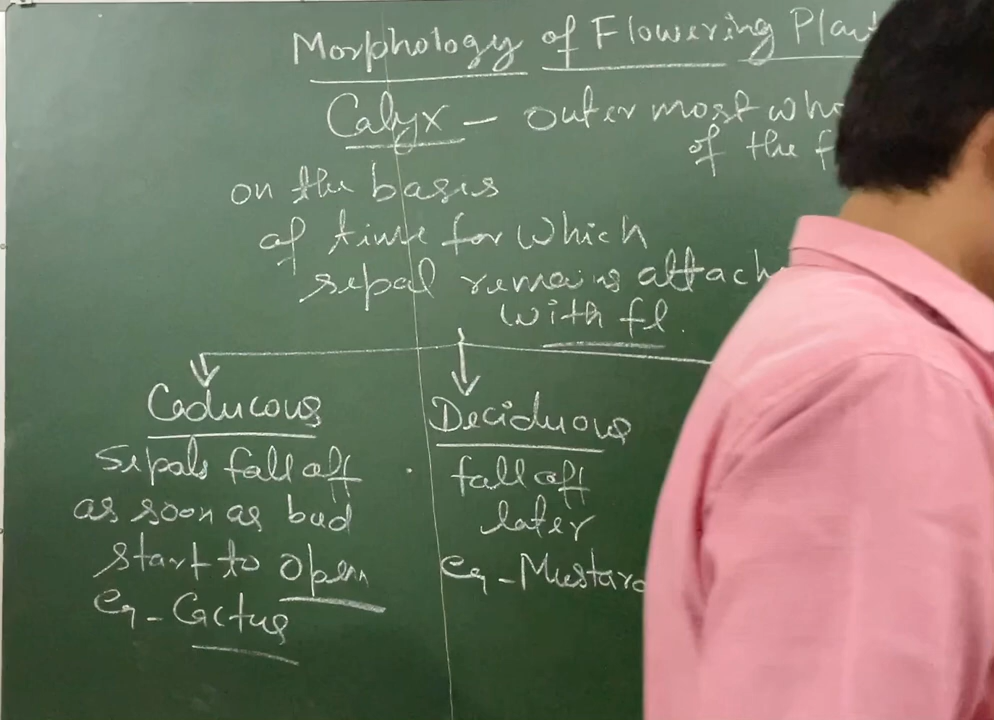 Morphology of Flowering Plan
Calyx - outer most who
of the f
on the basis
of time for which
sepal remains attach
with fl.
Caducous
Sepals fall off
as soon as bud
start to open
eg - Cactus
Deciduous
fall off
later
eg - Mustard